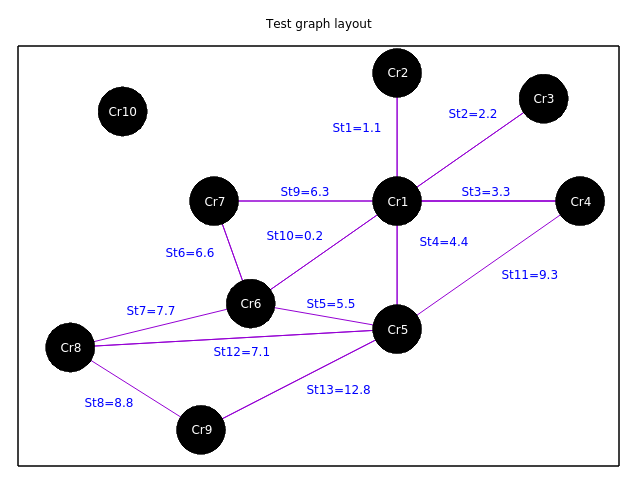 Test graph layout
Cr2
Cr3
Cr10
St2=2.2
St1=1.1
St9=6.3
St3=3.3
Cr7
Cr1
Cr4
St10=0.2
St4=4.4
St6=6.6
St11=9.3
Cr6
St5=5.5
St7=7.7
Cr5
Cr8
St12=7.1
St13=12.8
St8=8.8
Cr9